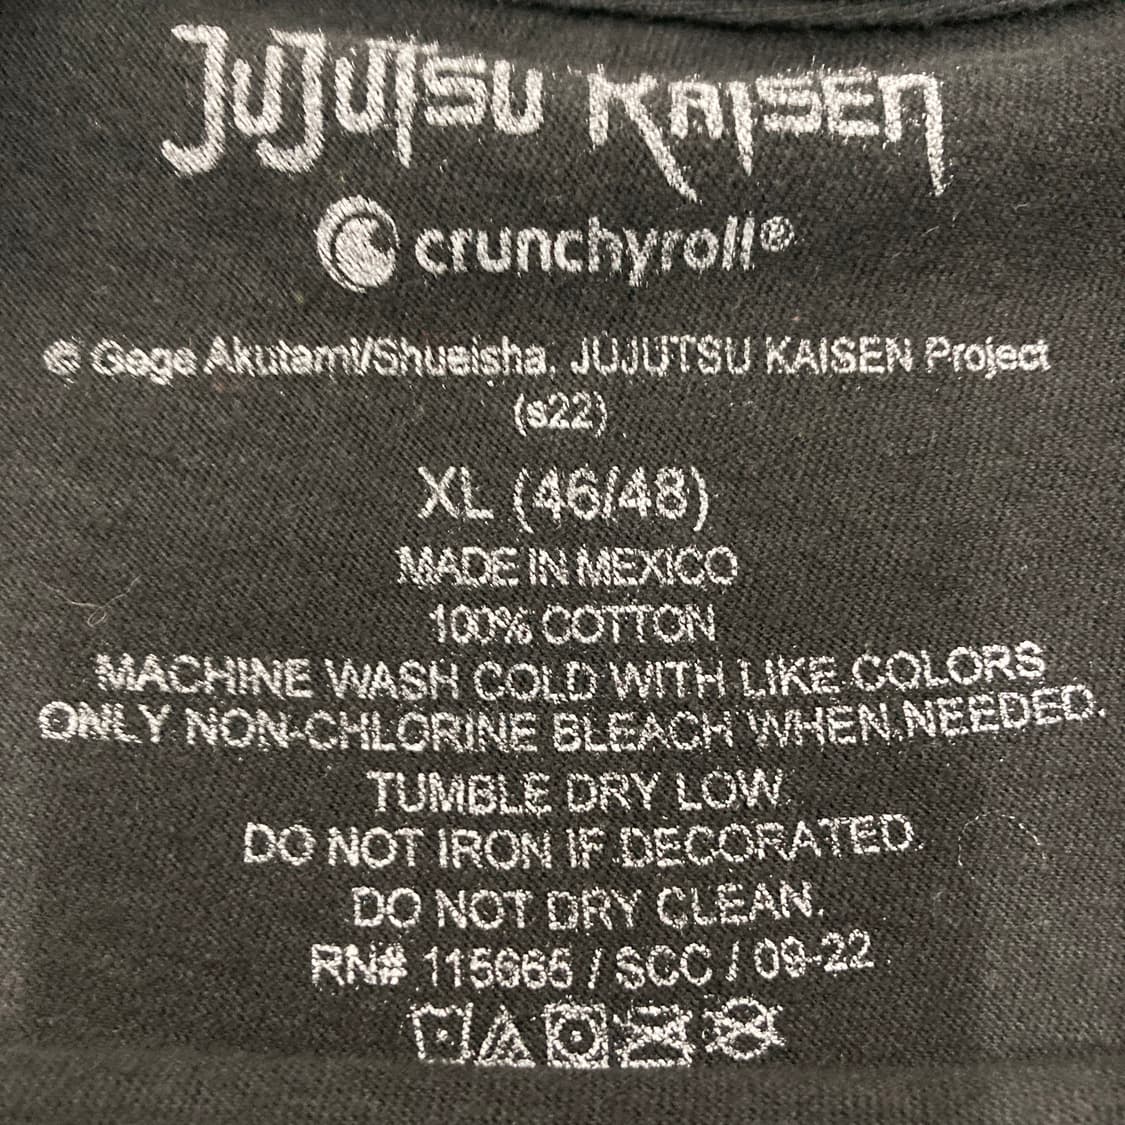 JUJUTSU KAISEN
crunchyroll®
© Gege Akutami/Shueisha. JUJUTSU KAISEN Project
(s22)
XL (46/48)
MADE IN MEXICO
100% COTTON
MACHINE WASH COLD WITH LIKE COLORS
ONLY NON-CHLORINE BLEACH WHEN NEEDED.
TUMBLE DRY LOW.
DO NOT IRON IF DECORATED.
DO NOT DRY CLEAN.
RN# / SCC / 09-22